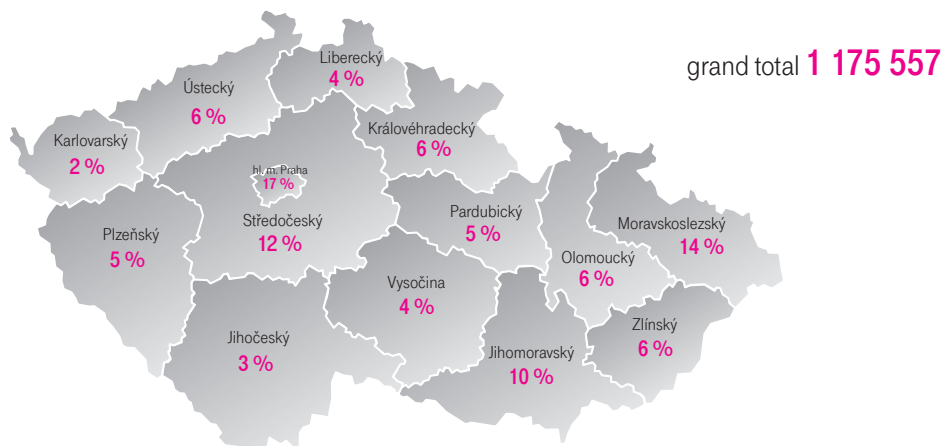 grand total 1 175 557
Liberecký
4 %
Ústecký
6 %
Karlovarský
2 %
Královéhradecký
6 %
hl. m. Praha
17 %
Středočeský
12 %
Plzeňský
5 %
Pardubický
5 %
Moravskoslezský
14 %
Olomoucký
6 %
Vysočina
4 %
Jihočeský
3 %
Jihomoravský
10 %
Zlínský
6 %